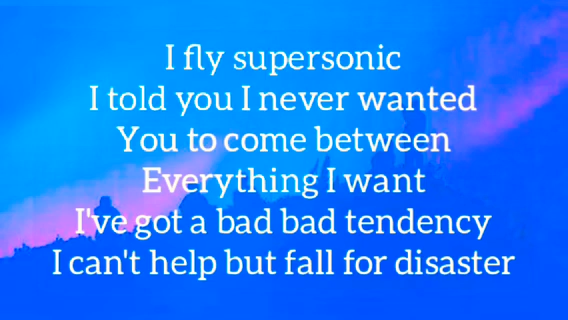 I fly supersonic
I told you I never wanted
You to come between
Everything I want
I've got a bad bad tendency
I can't help but fall for disaster